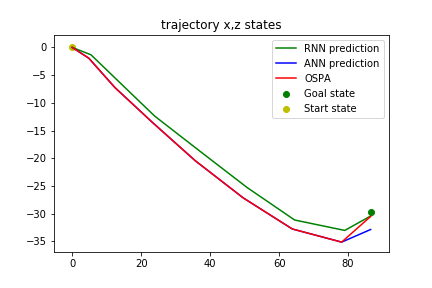 trajectory x,z states
RNN prediction
ANN prediction
OSPA
Goal state
Start state
0
−5
−10
−15
−20
−25
−30
−35
0
20
40
60
80